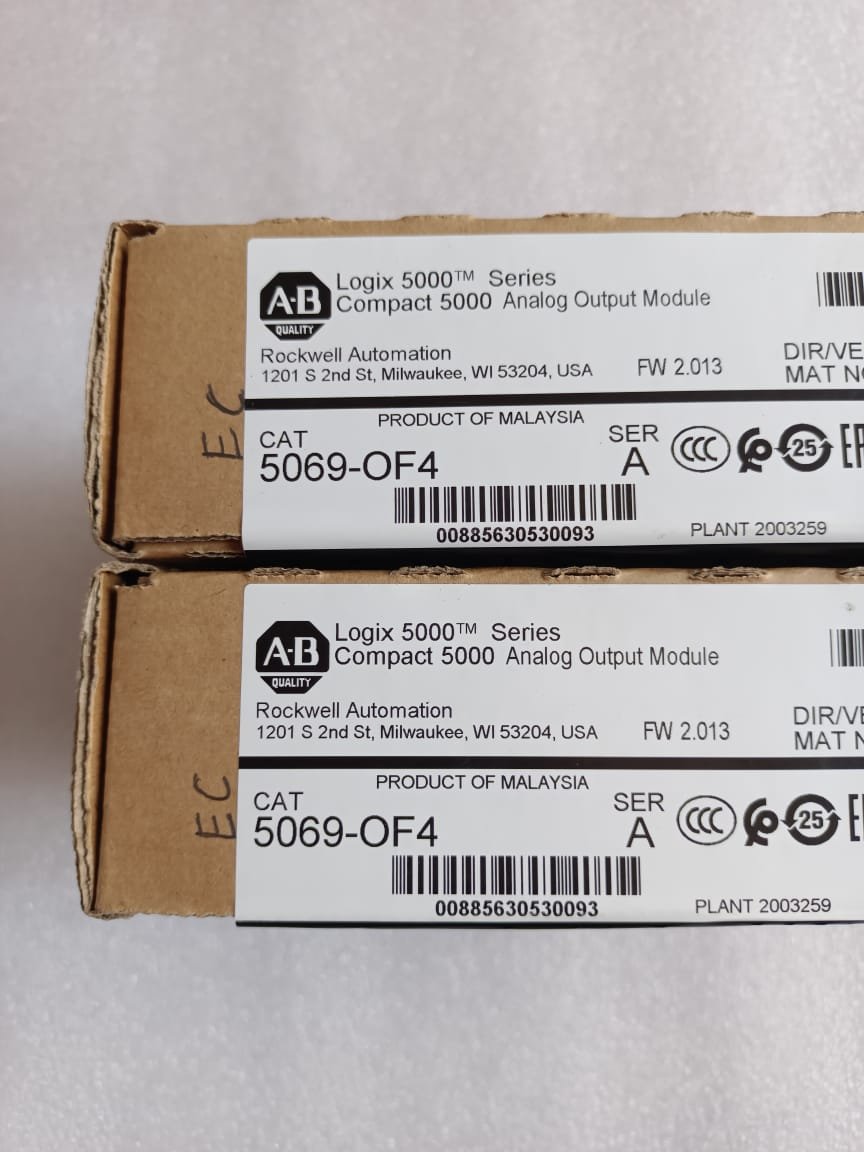 A-B
QUALITY
Logix 5000™ Series
Compact 5000 Analog Output Module
Rockwell Automation
1201 S 2nd St, Milwaukee, WI 53204, USA
FW 2.013
DIR/VE
MAT
PRODUCT OF MALAYSIA
CAT
5069-OF4
SER
A
CCC
25
00885630530093
PLANT 2003259
EC
A-B
QUALITY
Logix 5000™ Series
Compact 5000 Analog Output Module
Rockwell Automation
1201 S 2nd St, Milwaukee, WI 53204, USA
FW 2.013
DIR/VE
MAT
PRODUCT OF MALAYSIA
CAT
5069-OF4
SER
A
CCC
25
00885630530093
PLANT 2003259
EC